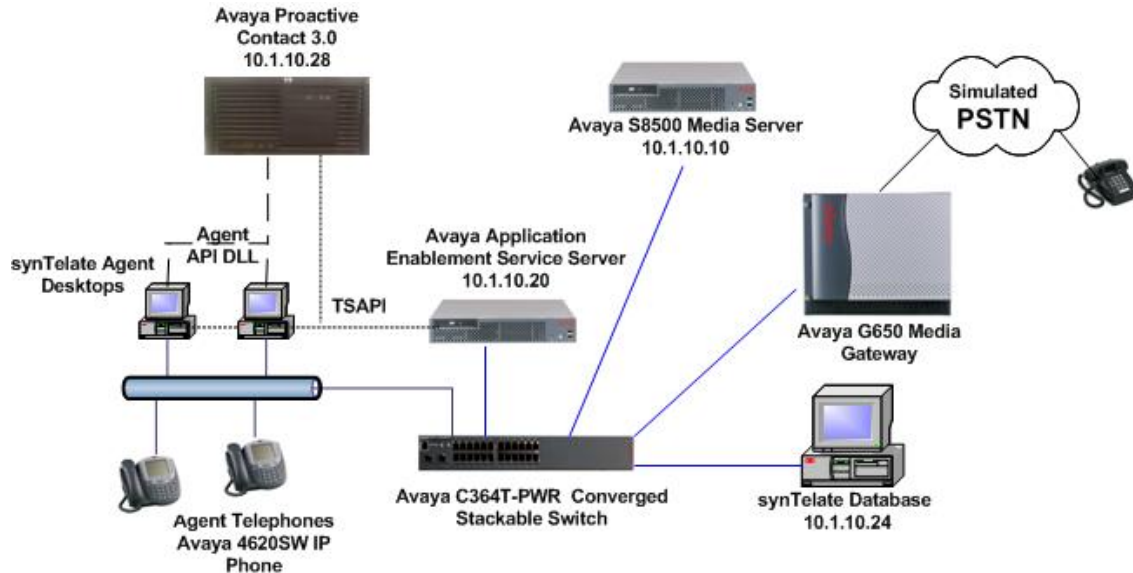 Avaya Proactive
Contact 3.0
10.1.10.28
Avaya S8500 Media Server
10.1.10.10
Simulated
PSTN
Agent
API DLL
synTelate Agent
Desktops
Avaya Application
Enablement Service Server
10.1.10.20
TSAPI
Avaya G650 Media
Gateway
Avaya C364T-PWR Converged
Stackable Switch
synTelate Database
10.1.10.24
Agent Telephones
Avaya 4620SW IP
Phone